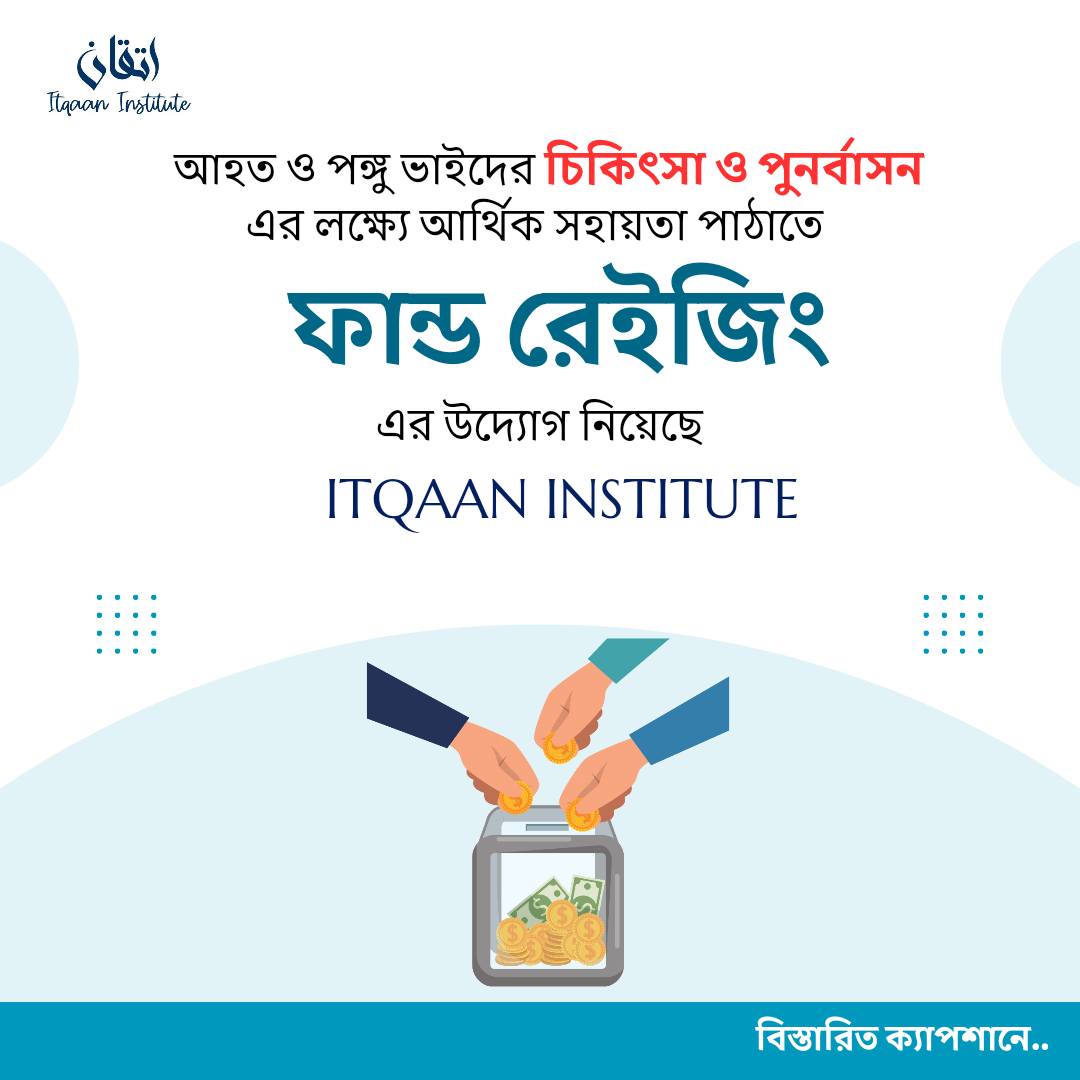 اتقان
Itqaan Institute
আহত ও পঙ্গু ভাইদের চিকিৎসা ও পুনর্বাসন
এর লক্ষ্যে আর্থিক সহায়তা পাঠাতে
ফান্ড রেইজিং
এর উদ্যোগ নিয়েছে
ITQAAN INSTITUTE
বিস্তারিত ক্যাপশানে..